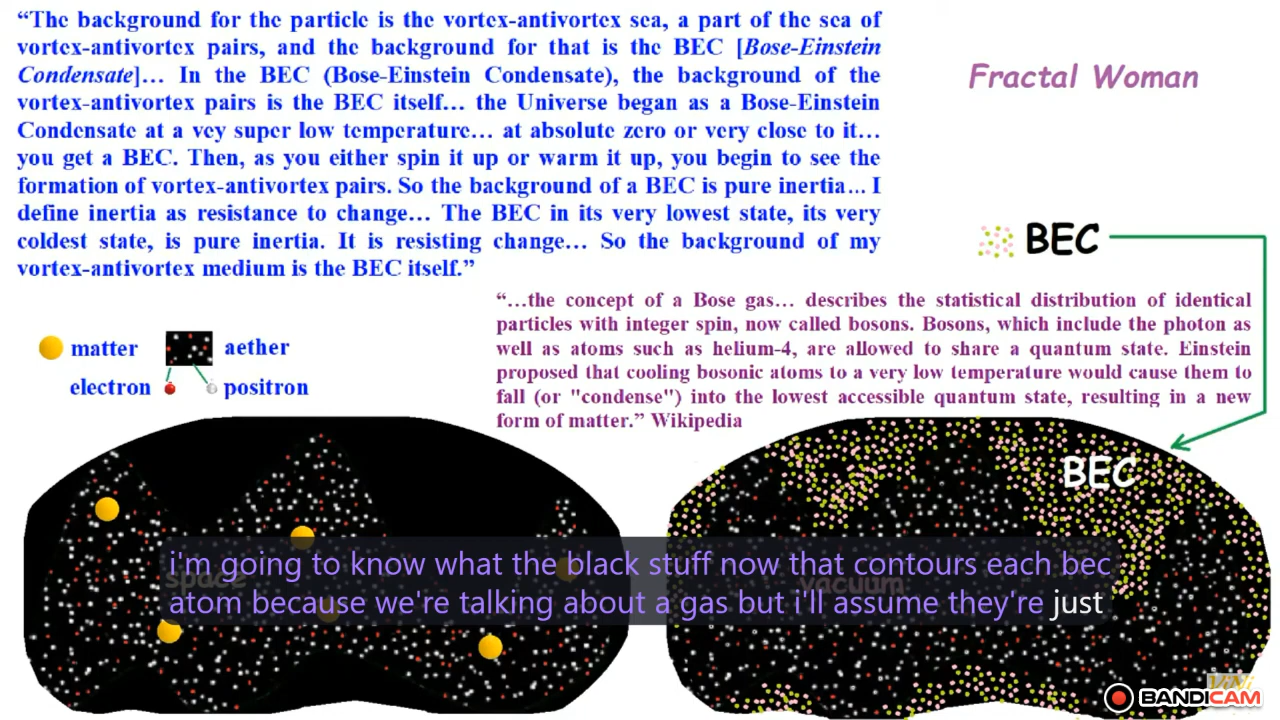 “The background for the particle is the vortex-antivortex sea, a part of the sea of
vortex-antivortex pairs, and the background for that is the BEC [Bose-Einstein
Condensate]… In the BEC (Bose-Einstein Condensate), the background of the
vortex-antivortex pairs is the BEC itself… the Universe began as a Bose-Einstein
Condensate at a vey super low temperature… at absolute zero or very close to it…
you get a BEC. Then, as you either spin it up or warm it up, you begin to see the
formation of vortex-antivortex pairs. So the background of a BEC is pure inertia… I
define inertia as resistance to change… The BEC in its very lowest state, its very
coldest state, is pure inertia. It is resisting change… So the background of my
vortex-antivortex medium is the BEC itself.”
Fractal Woman
BEC
“…the concept of a Bose gas… describes the statistical distribution of identical
particles with integer spin, now called bosons. Bosons, which include the photon as
well as atoms such as helium-4, are allowed to share a quantum state. Einstein
proposed that cooling bosonic atoms to a very low temperature would cause them to
fall (or "condense") into the lowest accessible quantum state, resulting in a new
form of matter.” Wikipedia
matter
aether
electron
positron
BEC
space
vacuum
i'm going to know what the black stuff now that contours each bec
atom because we're talking about a gas but i'll assume they're just
ViNi
BANDICAM